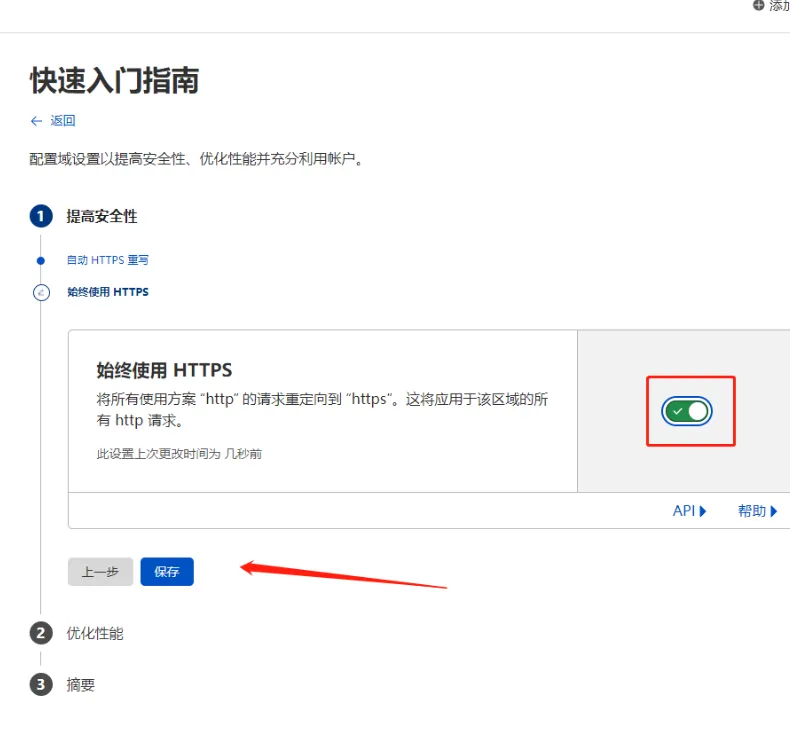 添加
快速入门指南
返回
配置域设置以提高安全性、优化性能并充分利用帐户。
1 提高安全性
自动 HTTPS 重写
始终使用 HTTPS
始终使用 HTTPS
将所有使用方案 “http” 的请求重定向到 “https”。这将应用于该区域的所
有 http 请求。
此设置上次更改时间为 几秒前
API 帮助
上一步 保存
2 优化性能
3 摘要